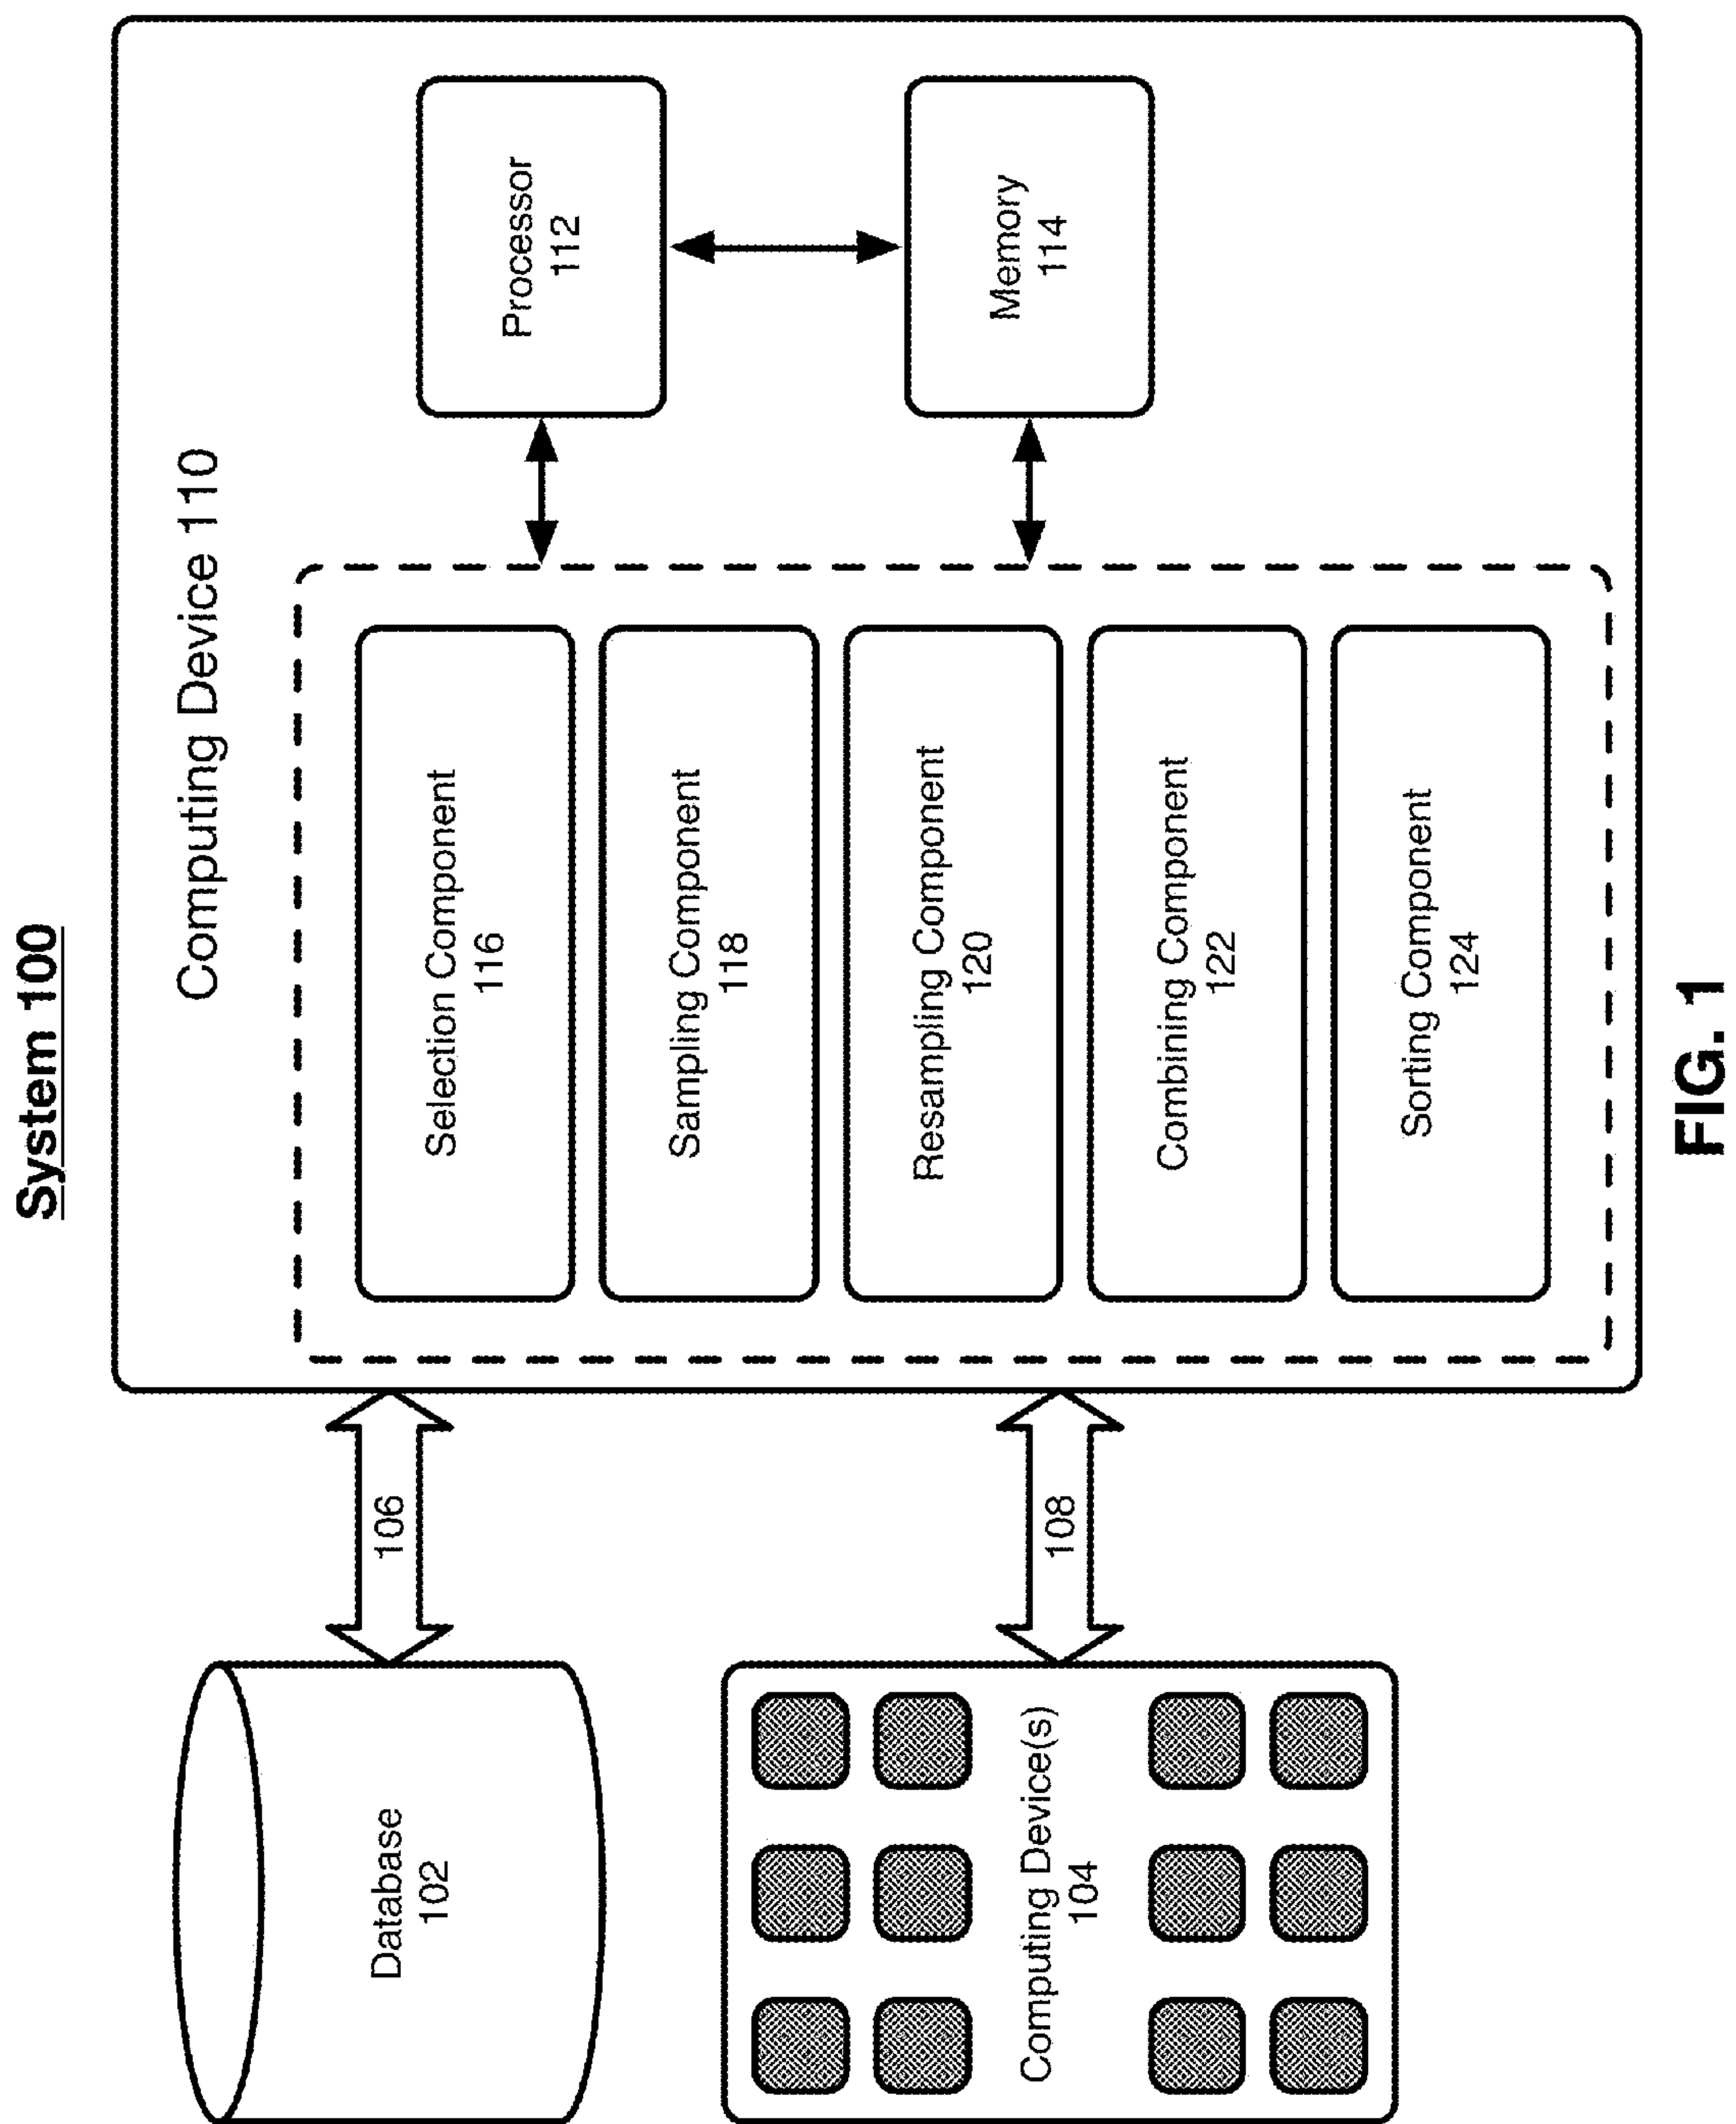 System 100
Database
102
Computing Device(s)
104
106
108
Computing Device 110
Selection Component
116
Sampling Component
118
Resampling Component
120
Combining Component
122
Sorting Component
124
Processor
112
Memory
114
FIG. 1